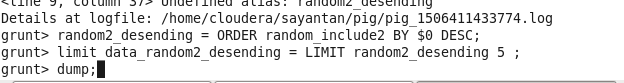 <line 9, column 37> Undefined alias: random2_desending
Details at logfile: /home/cloudera/sayantan/pig/pig_1506411433774.log
grunt> random2_desending = ORDER random_include2 BY $0 DESC;
grunt> limit_data_random2_desending = LIMIT random2_desending 5 ;
grunt> dump;